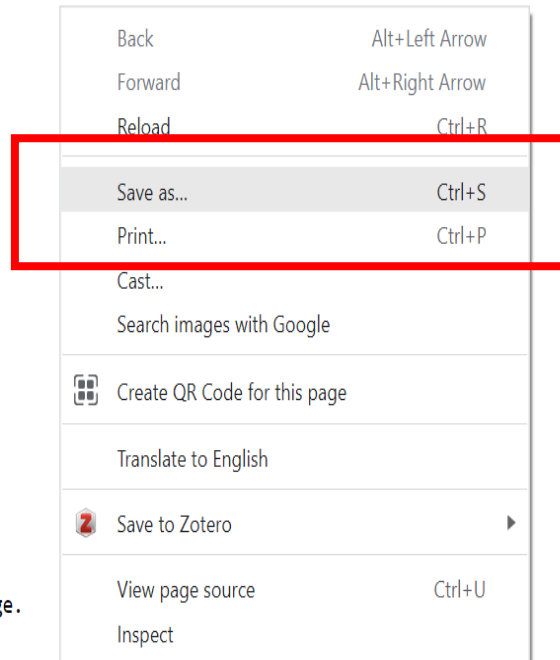 Back Alt+Left Arrow
Forward Alt+Right Arrow
Reload Ctrl+R
Save as... Ctrl+S
Print... Ctrl+P
Cast...
Search images with Google
Create QR Code for this page
Translate to English
Z Save to Zotero
View page source Ctrl+U
ge.
Inspect